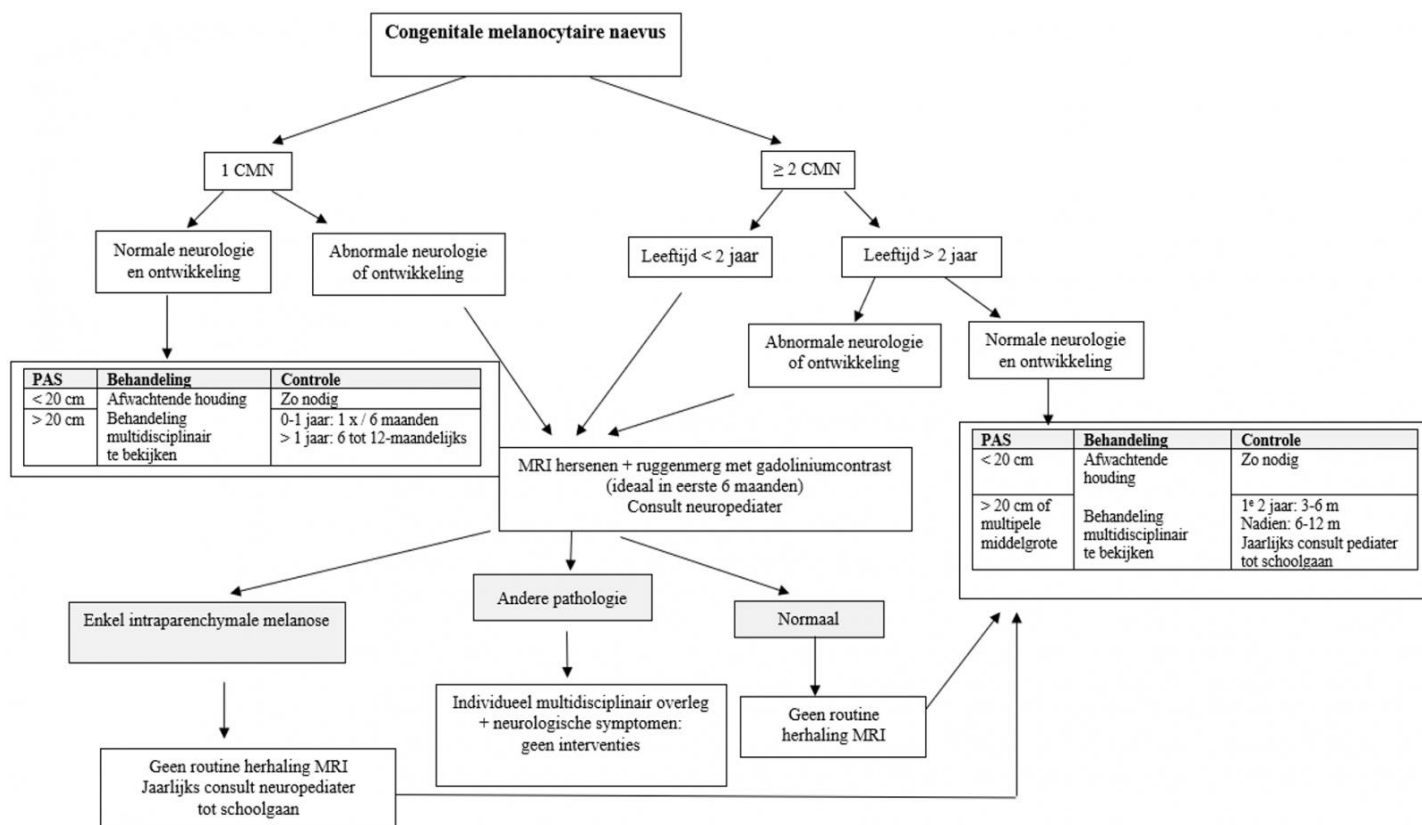 Congenitale melanocytaire naevus
1 CMN
≥ 2 CMN
Normale neurologie
en ontwikkeling
Abnormale neurologie
of ontwikkeling
Leeftijd < 2 jaar
Leeftijd > 2 jaar
Abnormale neurologie
of ontwikkeling
Normale neurologie
en ontwikkeling
PAS Behandeling Controle
< 20 cm Afwachtende houding Zo nodig
> 20 cm Behandeling 0-1 jaar: 1 x / 6 maanden
multidisciplinair > 1 jaar: 6 tot 12-maandelijks
te bekijken
MRI hersenen + ruggenmerg met gadoliniumcontrast
(ideaal in eerste 6 maanden)
Consult neuropediater
PAS Behandeling Controle
< 20 cm Afwachtende Zo nodig
houding
> 20 cm of 1e 2 jaar: 3-6 m
multipele Behandeling Nadien: 6-12 m
middelgrote multidisciplinair Jaarlijks consult pediater
te bekijken tot schoolgaan
Enkel intraparenchymale melanose
Andere pathologie
Normaal
Individueel multidisciplinair overleg
+ neurologische symptomen:
geen interventies
Geen routine
herhaling MRI
Geen routine herhaling MRI
Jaarlijks consult neuropediater
tot schoolgaan